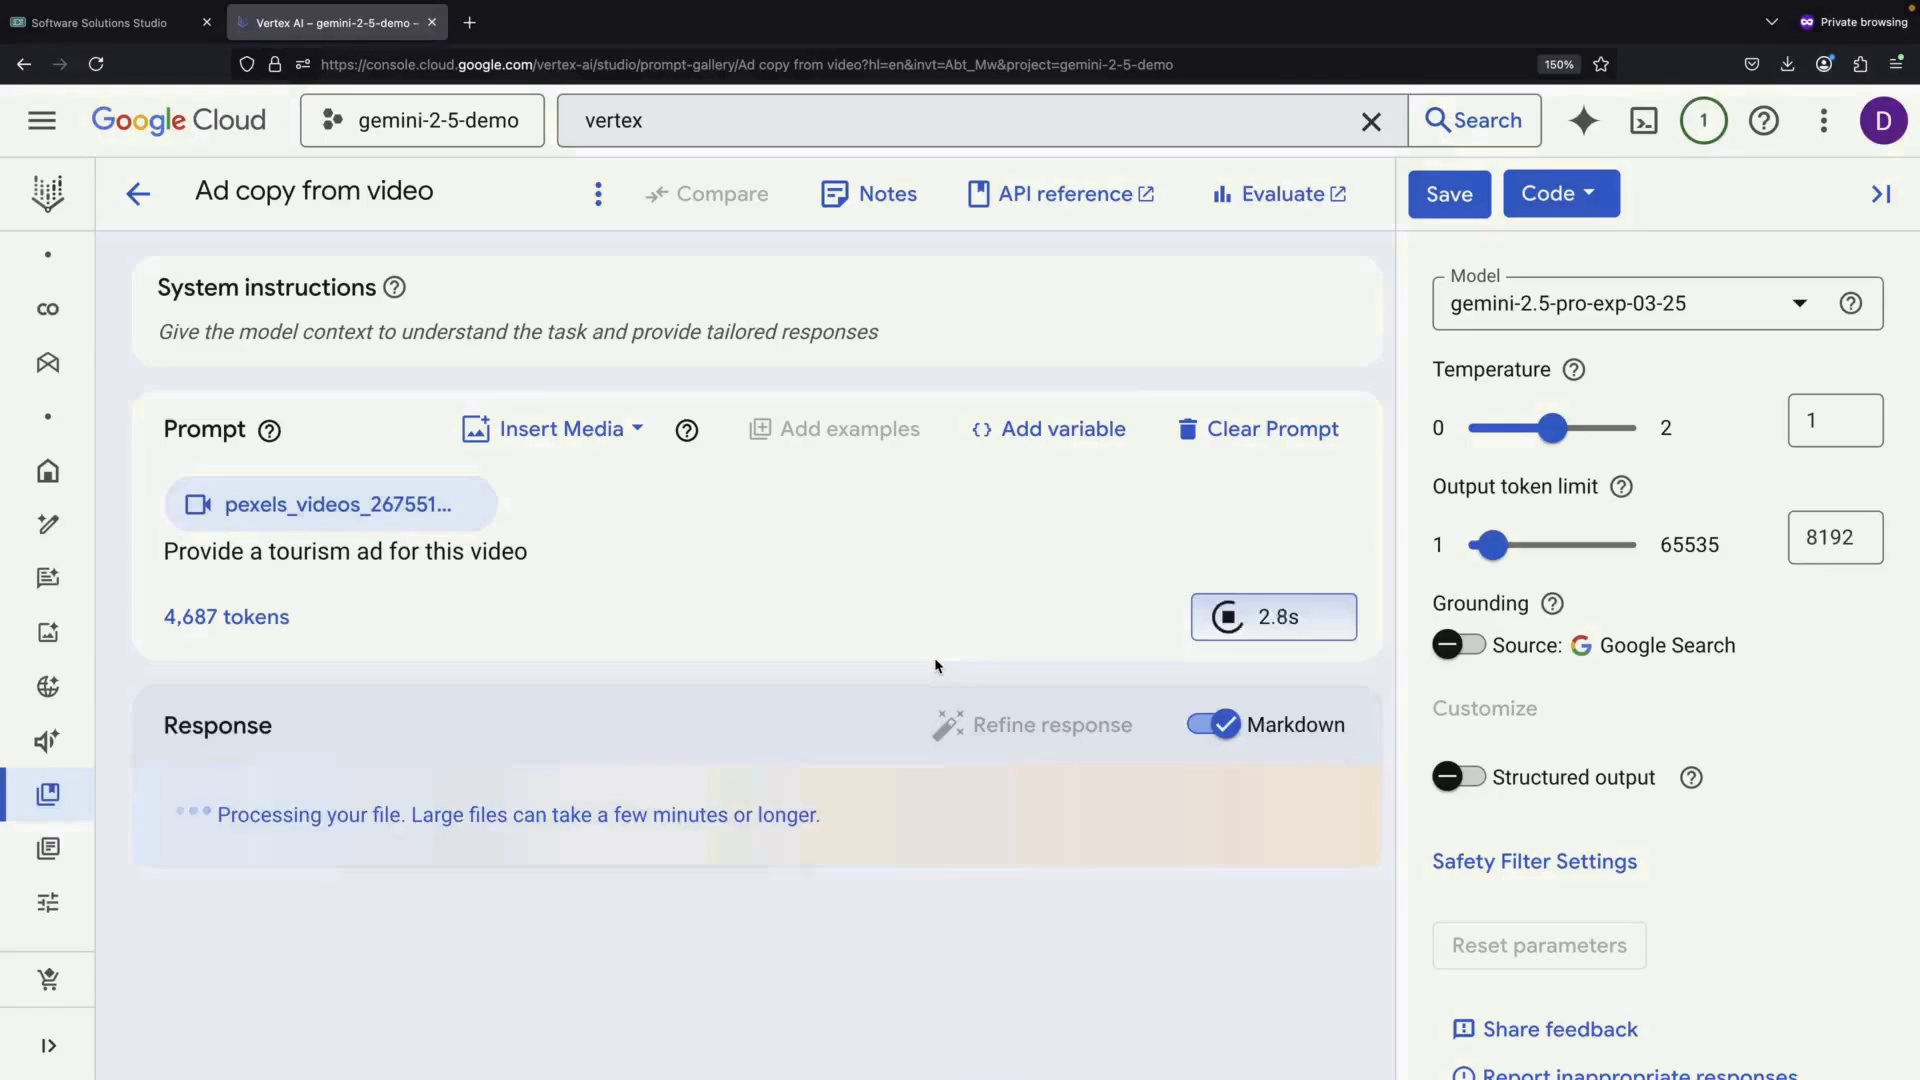 Software Solutions Studio
Vertex AI – gemini-2-5-demo –
Private browsing
https://console.cloud.google.com/vertex-ai/studio/prompt-gallery/Ad copy from video?hl=en&invt=Abt_Mw&project=gemini-2-5-demo
150%
Google Cloud
gemini-2-5-demo
vertex
Search
1
D
Ad copy from video
Compare
Notes
API reference
Evaluate
Save
Code
System instructions
Give the model context to understand the task and provide tailored responses
Prompt
Insert Media
Add examples
Add variable
Clear Prompt
pexels_videos_267551...
Provide a tourism ad for this video
4,687 tokens
2.8s
Response
Refine response
Markdown
Processing your file. Large files can take a few minutes or longer.
Model
gemini-2.5-pro-exp-03-25
Temperature
0
2
1
Output token limit
1
65535
8192
Grounding
Source: Google Search
Customize
Structured output
Safety Filter Settings
Reset parameters
Share feedback
Report inappropriate responses